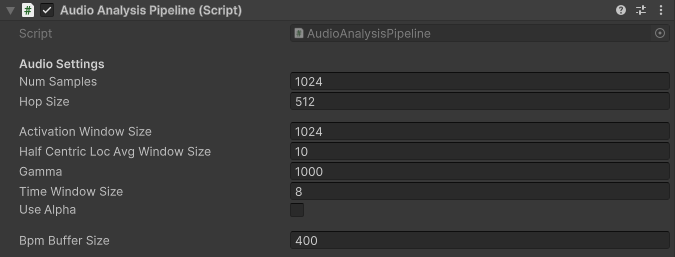 # Audio Analysis Pipeline (Script)
Script # AudioAnalysisPipeline
Audio Settings
Num Samples 1024
Hop Size 512
Activation Window Size 1024
Half Centric Loc Avg Window Size 10
Gamma 1000
Time Window Size 8
Use Alpha
Bpm Buffer Size 400